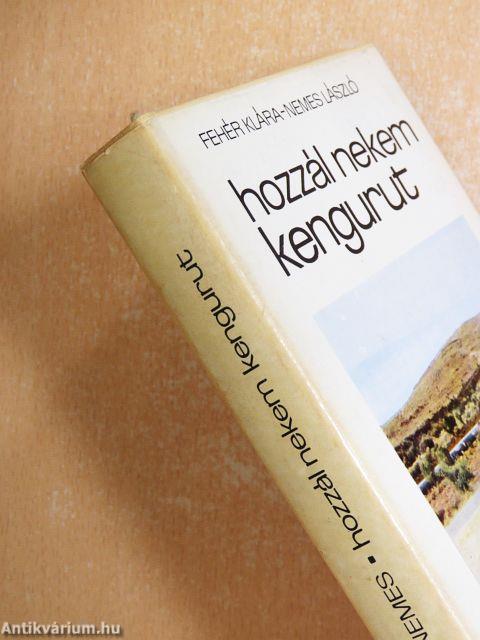 FEHÉR KLÁRA-NEMES LÁSZLÓ
hozzál nekem
kengurut
NEMES ▪ hozzál nekem kengurut
Antikvárium.hu